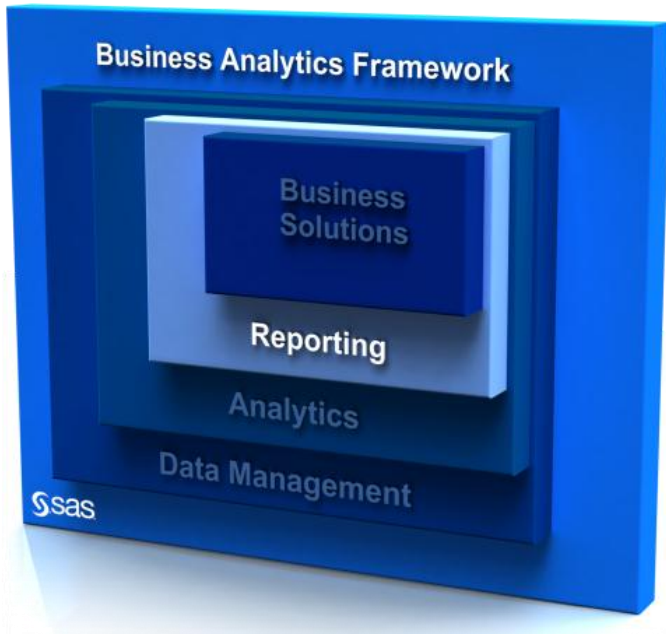 Business Analytics Framework
Business
Solutions
Reporting
Analytics
Data Management
sas